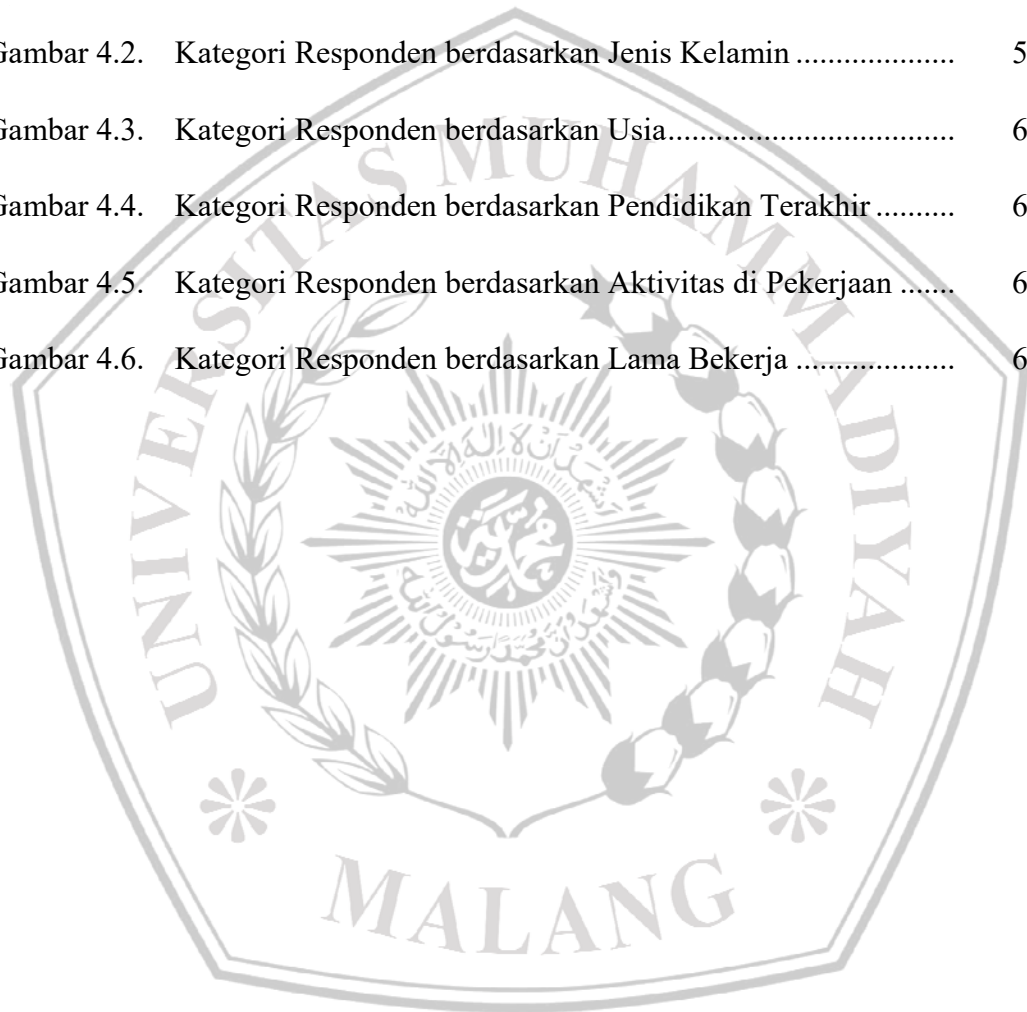 Gambar 4.2. Kategori Responden berdasarkan Jenis Kelamin ................... 5
Gambar 4.3. Kategori Responden berdasarkan Usia.................................. 6
Gambar 4.4. Kategori Responden berdasarkan Pendidikan Terakhir .......... 6
Gambar 4.5. Kategori Responden berdasarkan Aktivitas di Pekerjaan ....... 6
Gambar 4.6. Kategori Responden berdasarkan Lama Bekerja ................... 6
UNIVERSITAS MUHAMMADIYAH
MALANG